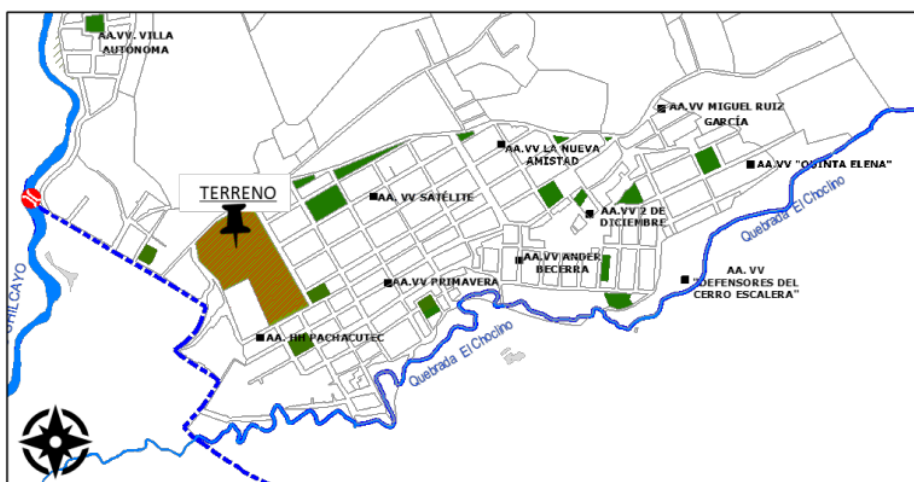 AA.VV. VILLA
AUTONOMA
AA.VV MIGUEL RUIZ
GARCÍA
AA.VV LA NUEVA
AMISTAD
AA.VV "QUINTA ELENA"
TERRENO
AA. VV SATÉLITE
AA.VV 2 DE
DICIEMBRE
Quebrada El Choclino
AA.VV ANDER
BECERRA
AA. VV
"DEFENSORES DEL
CERRO ESCALERA"
AA.VV PRIMAVERA
AA. HH PACHACUTEC
Quebrada El Choclino